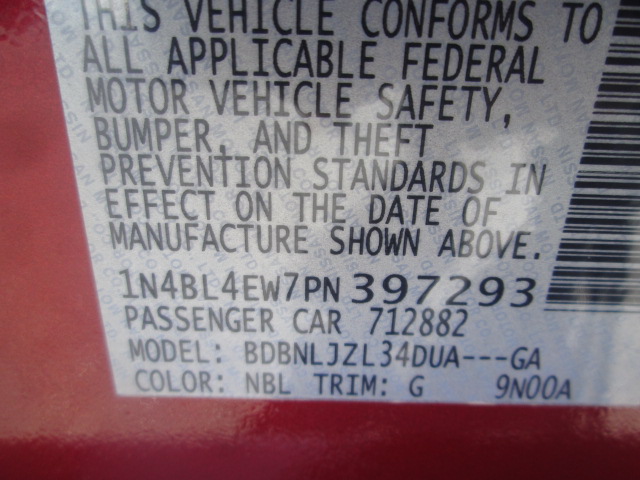 THIS VEHICLE CONFORMS TO
ALL APPLICABLE FEDERAL
MOTOR VEHICLE SAFETY,
BUMPER, AND THEFT
PREVENTION STANDARDS IN
EFFECT ON THE DATE OF
MANUFACTURE SHOWN ABOVE.
1N4BL4EW7PN397293
PASSENGER CAR 712882
MODEL: BDBNLJZL34DUA---GA
COLOR: NBL TRIM: G 9N00A